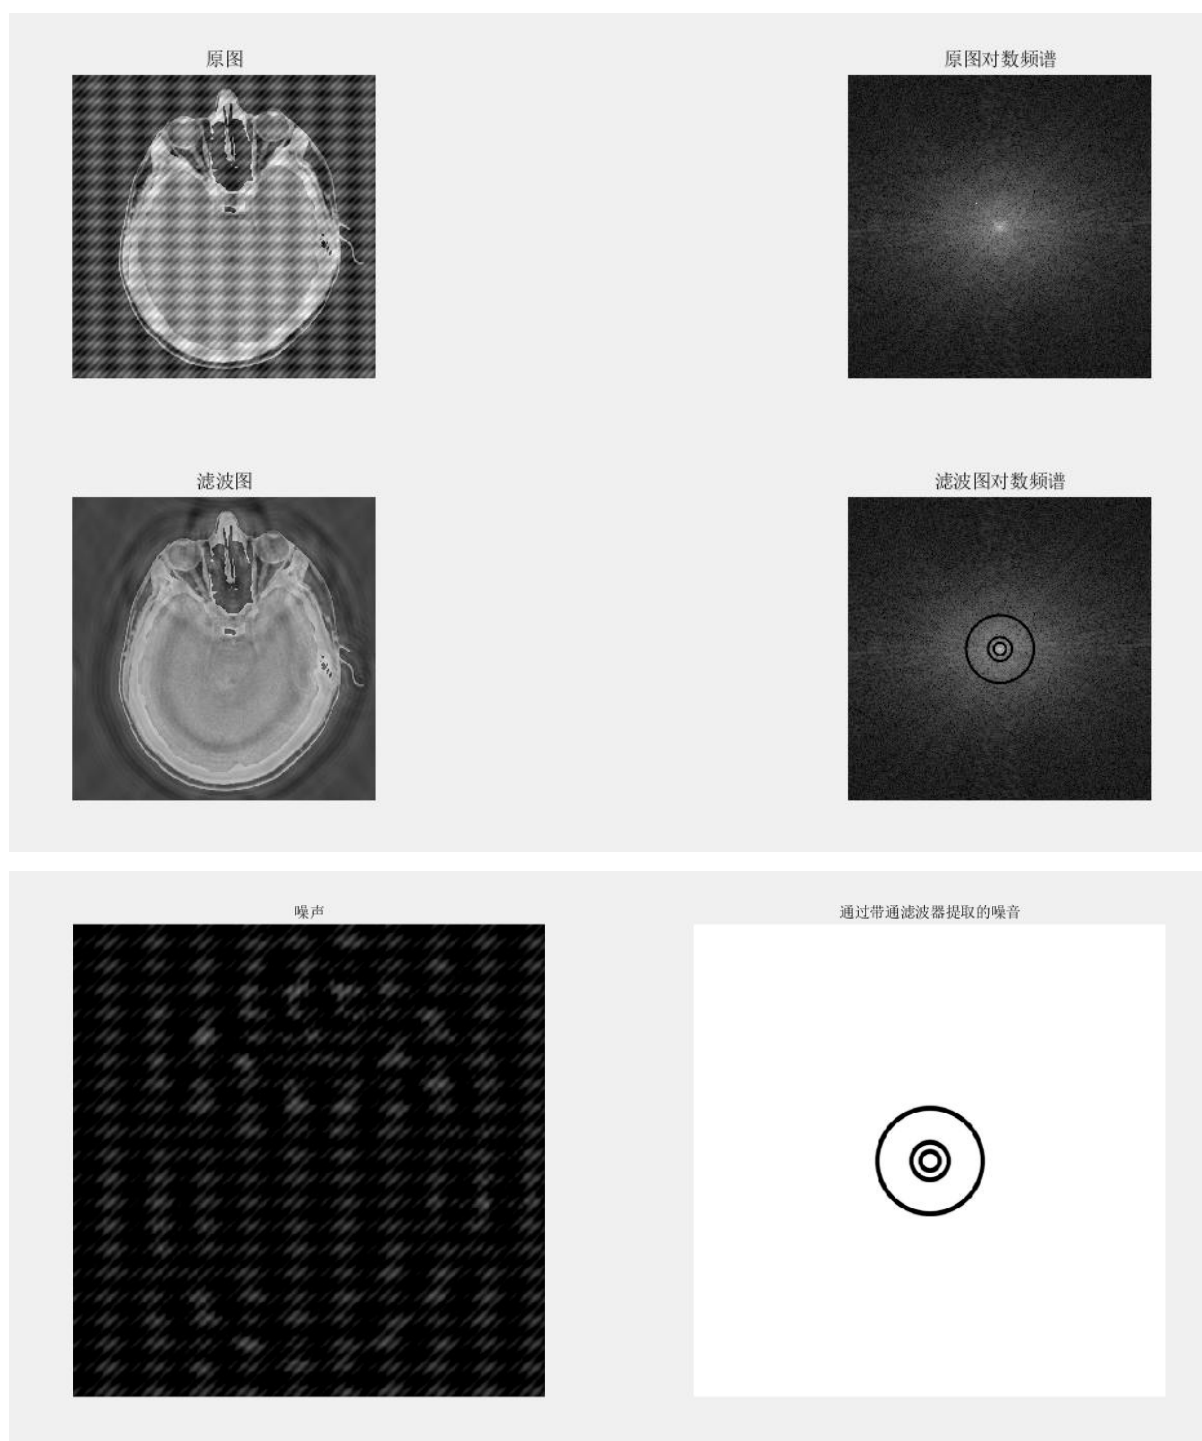 原图
原图对数频谱
滤波图
滤波图对数频谱
噪声
通过带通滤波器提取的噪音